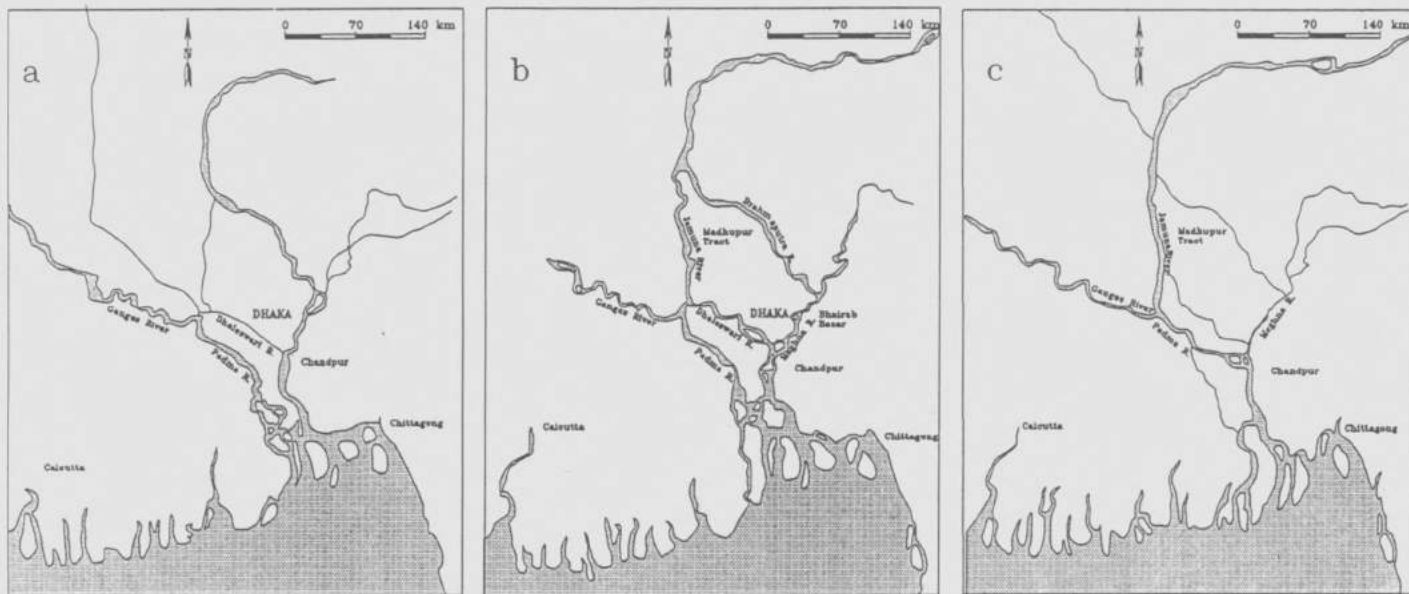 a
N
0 70 140 km
Ganges River
DHAKA
Dhaleswari R.
Padma R.
Chandpur
Chittagong
Calcutta
b
N
0 70 140 km
Brahmaputra R.
Jamuna River
Madhupur
Tract
Ganges River
Dhaleswari R.
DHAKA
Bhairab
Bazar
Meghna R.
Padma R.
Chandpur
Calcutta
Chittagong
c
N
0 70 140 km
Madhupur
Tract
Jamuna River
Ganges River
Padma R.
Meghna R.
Chandpur
Calcutta
Chittagong